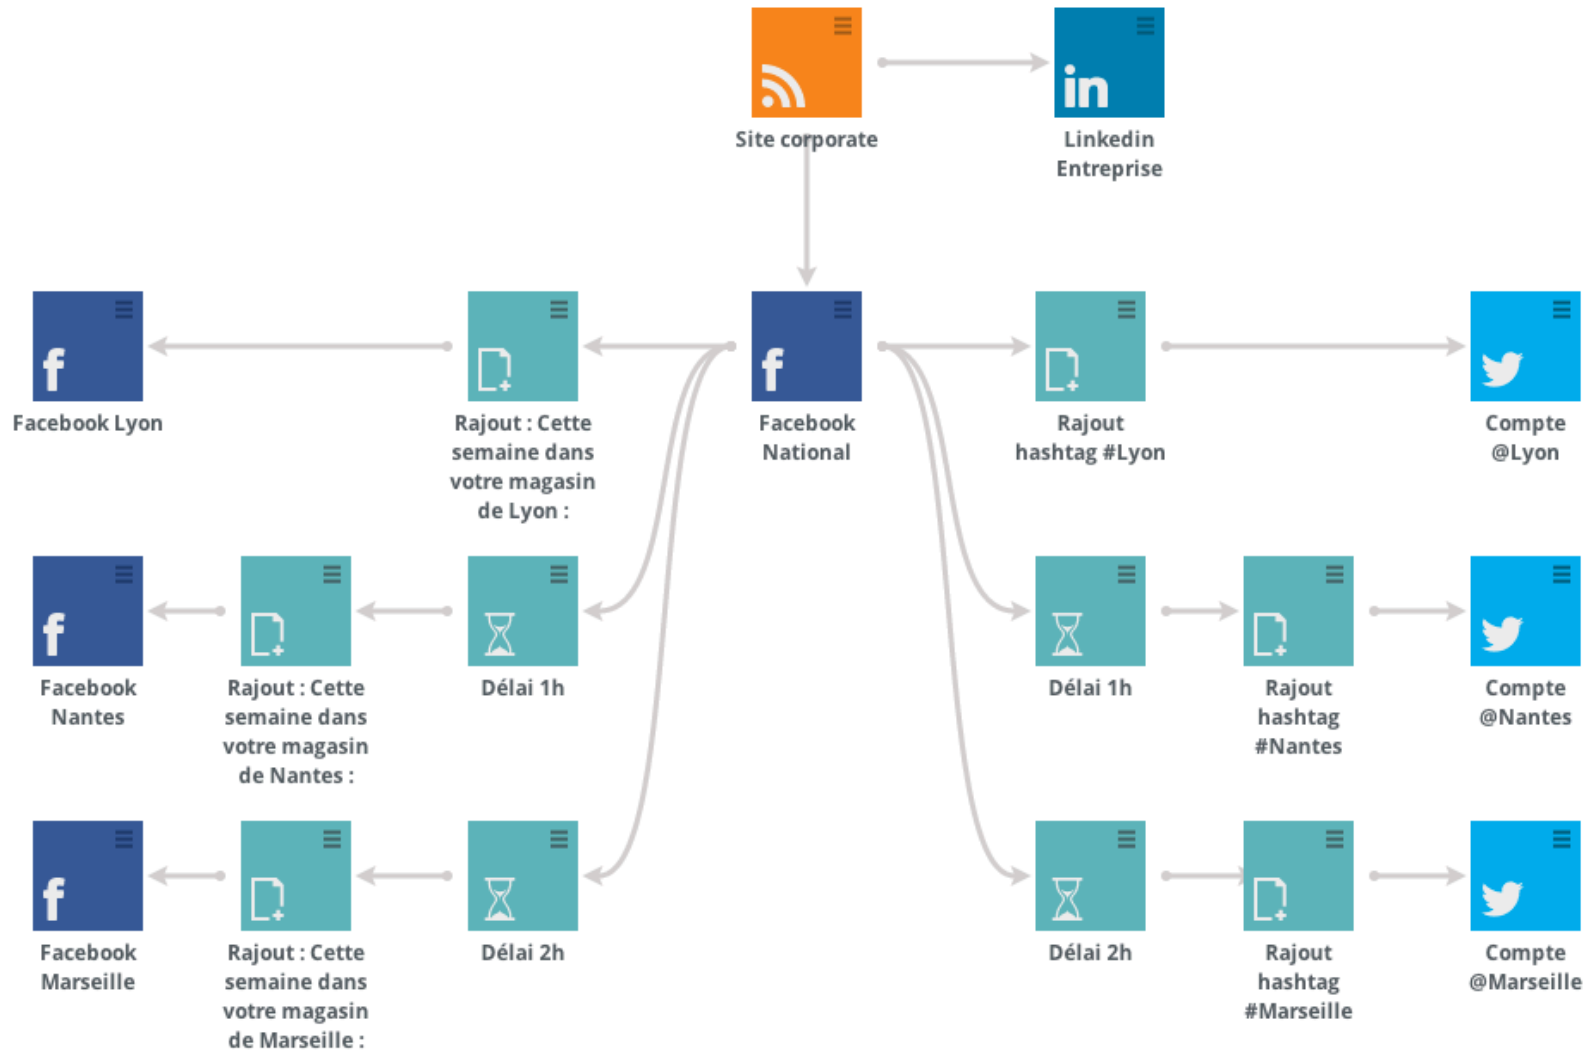 in
Site corporate
Linkedin
Entreprise
f
f
Facebook Lyon
Rajout : Cette
semaine dans
votre magasin
de Lyon :
Facebook
National
Rajout
hashtag #Lyon
Compte
@Lyon
f
Facebook
Nantes
Rajout : Cette
semaine dans
votre magasin
de Nantes :
Délai 1h
Délai 1h
Rajout
hashtag
#Nantes
Compte
@Nantes
f
Facebook
Marseille
Rajout : Cette
semaine dans
votre magasin
de Marseille :
Délai 2h
Délai 2h
Rajout
hashtag
#Marseille
Compte
@Marseille